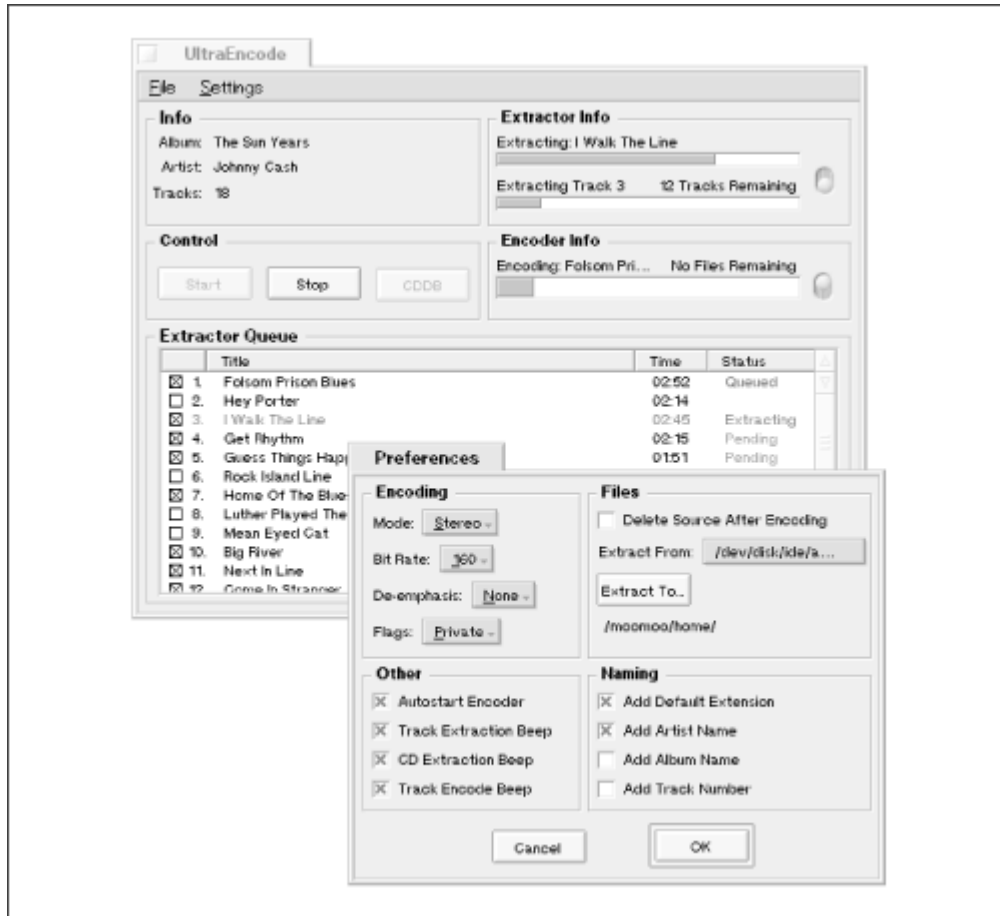 UltraEncode
File Settings
Info
Album: The Sun Years
Artist: Johnny Cash
Tracks: 18
Extractor Info
Extracting: I Walk The Line
Extracting Track 3 12 Tracks Remaining
Control
Start Stop CDDB
Encoder Info
Encoding: Folsom Pri... No Files Remaining
Extractor Queue
Title Time Status
1. Folsom Prison Blues 02:52 Queued
2. Hey Porter 02:14
3. I Walk The Line 02:45 Extracting
4. Get Rhythm 02:15 Pending
5. Guess Things Happ 01:51 Pending
6. Rock Island Line
7. Home Of The Blue
8. Luther Played The
9. Mean Eyed Cat
10. Big River
11. Next In Line
12. Come In Stranger
Preferences
Encoding
Mode: Stereo
Bit Rate: 160
De-emphasis: None
Flags: Private
Files
Delete Source After Encoding
Extract From: /dev/disk/ide/a...
Extract To...
/moomoo/home/
Other
Autostart Encoder
Track Extraction Beep
CD Extraction Beep
Track Encode Beep
Naming
Add Default Extension
Add Artist Name
Add Album Name
Add Track Number
Cancel OK